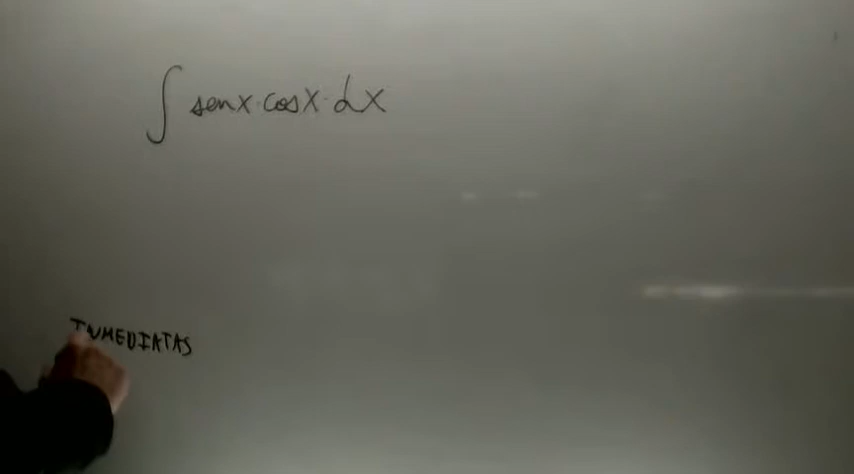 ∫ senx·cosx·dx
INMEDIATAS